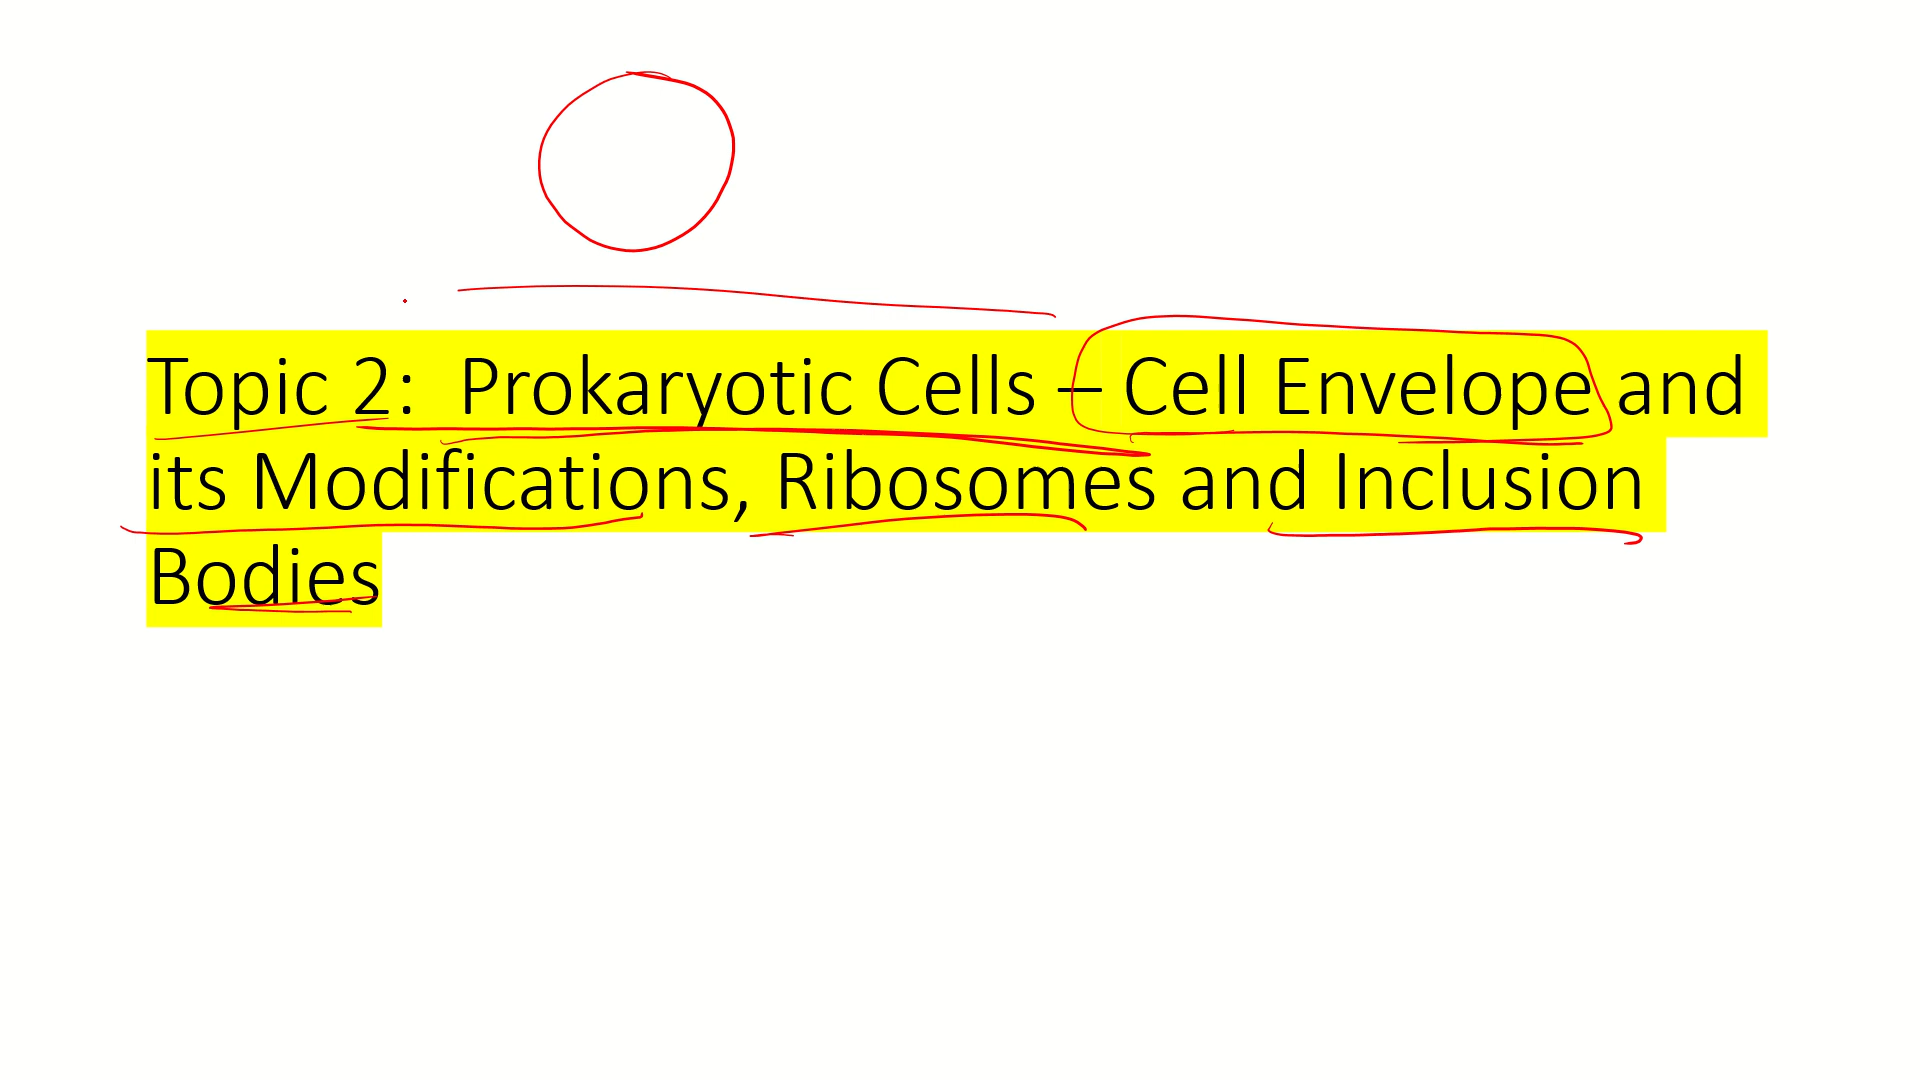 Topic 2:  Prokaryotic Cells – Cell Envelope and
its Modifications, Ribosomes and Inclusion
Bodies